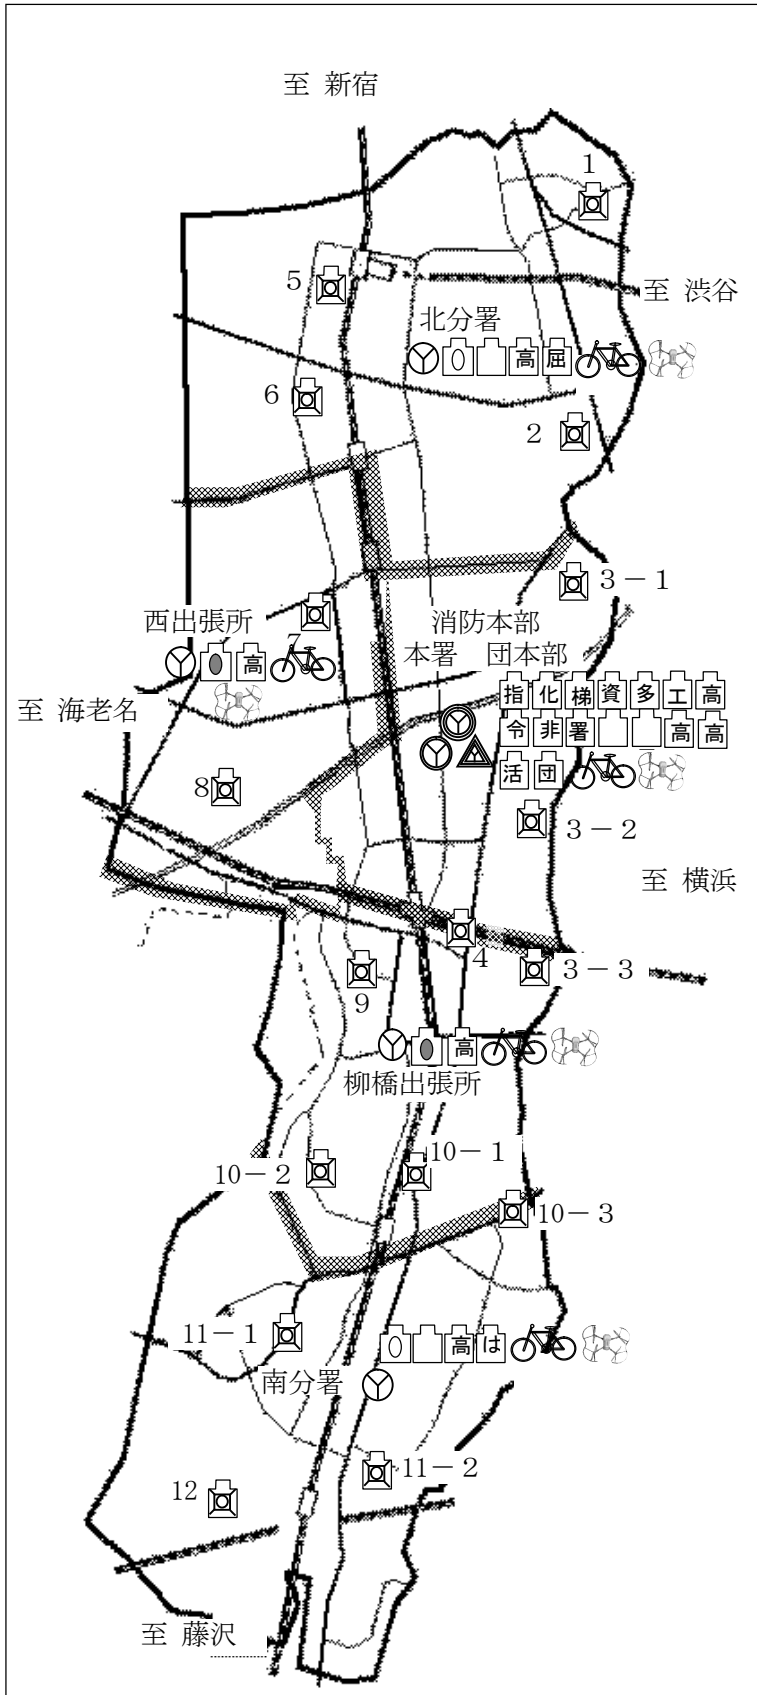 至 新宿
1
5
至 渋谷
北分署
高 屈
6
2
3－1
西出張所
7
高
消防本部
本署 団本部
指 化 梯 資 多 工 高
令 非 署 高 高
活 団
至 海老名
8
3－2
至 横浜
4
3－3
9
高
柳橋出張所
10－1
10－2
10－3
11－1
高 は
南分署
11－2
12
至 藤沢